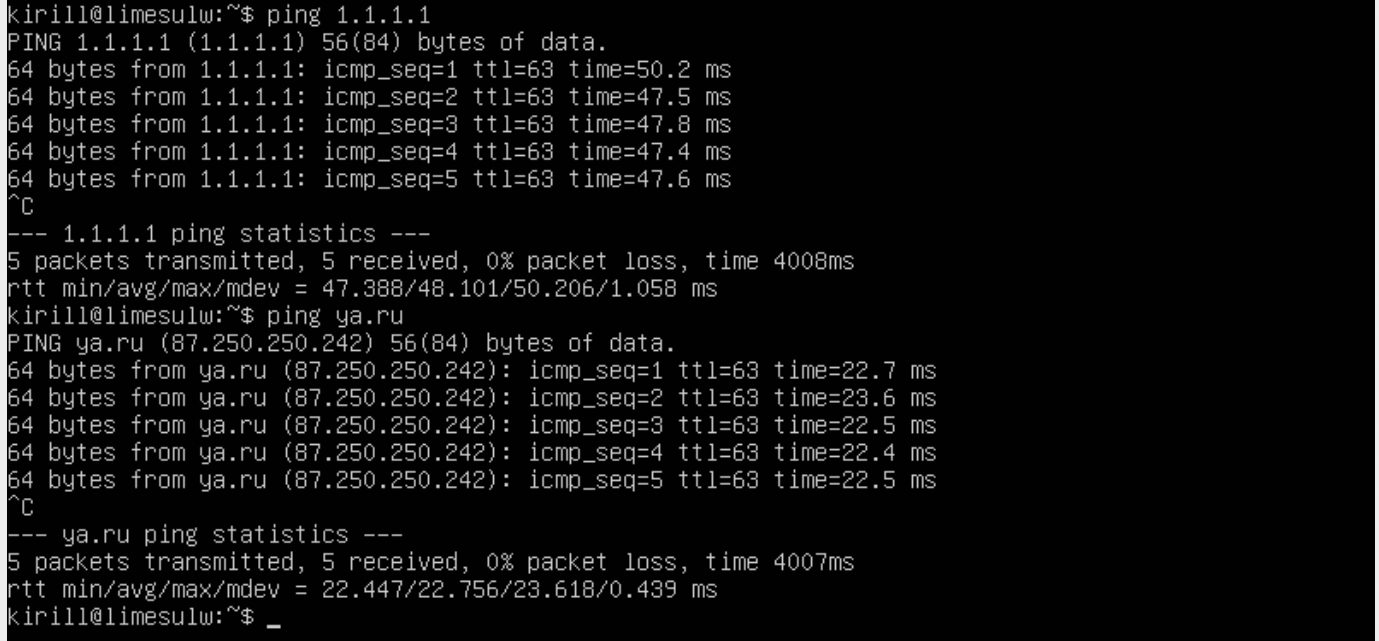 kirill@limesulw:~$ ping 1.1.1.1
PING 1.1.1.1 (1.1.1.1) 56(84) bytes of data.
64 bytes from 1.1.1.1: icmp_seq=1 ttl=63 time=50.2 ms
64 bytes from 1.1.1.1: icmp_seq=2 ttl=63 time=47.5 ms
64 bytes from 1.1.1.1: icmp_seq=3 ttl=63 time=47.8 ms
64 bytes from 1.1.1.1: icmp_seq=4 ttl=63 time=47.4 ms
64 bytes from 1.1.1.1: icmp_seq=5 ttl=63 time=47.6 ms
^C
--- 1.1.1.1 ping statistics ---
5 packets transmitted, 5 received, 0% packet loss, time 4008ms
rtt min/avg/max/mdev = 47.388/48.101/50.206/1.058 ms
kirill@limesulw:~$ ping ya.ru
PING ya.ru (87.250.250.242) 56(84) bytes of data.
64 bytes from ya.ru (87.250.250.242): icmp_seq=1 ttl=63 time=22.7 ms
64 bytes from ya.ru (87.250.250.242): icmp_seq=2 ttl=63 time=23.6 ms
64 bytes from ya.ru (87.250.250.242): icmp_seq=3 ttl=63 time=22.5 ms
64 bytes from ya.ru (87.250.250.242): icmp_seq=4 ttl=63 time=22.4 ms
64 bytes from ya.ru (87.250.250.242): icmp_seq=5 ttl=63 time=22.5 ms
^C
--- ya.ru ping statistics ---
5 packets transmitted, 5 received, 0% packet loss, time 4007ms
rtt min/avg/max/mdev = 22.447/22.756/23.618/0.439 ms
kirill@limesulw:~$ _